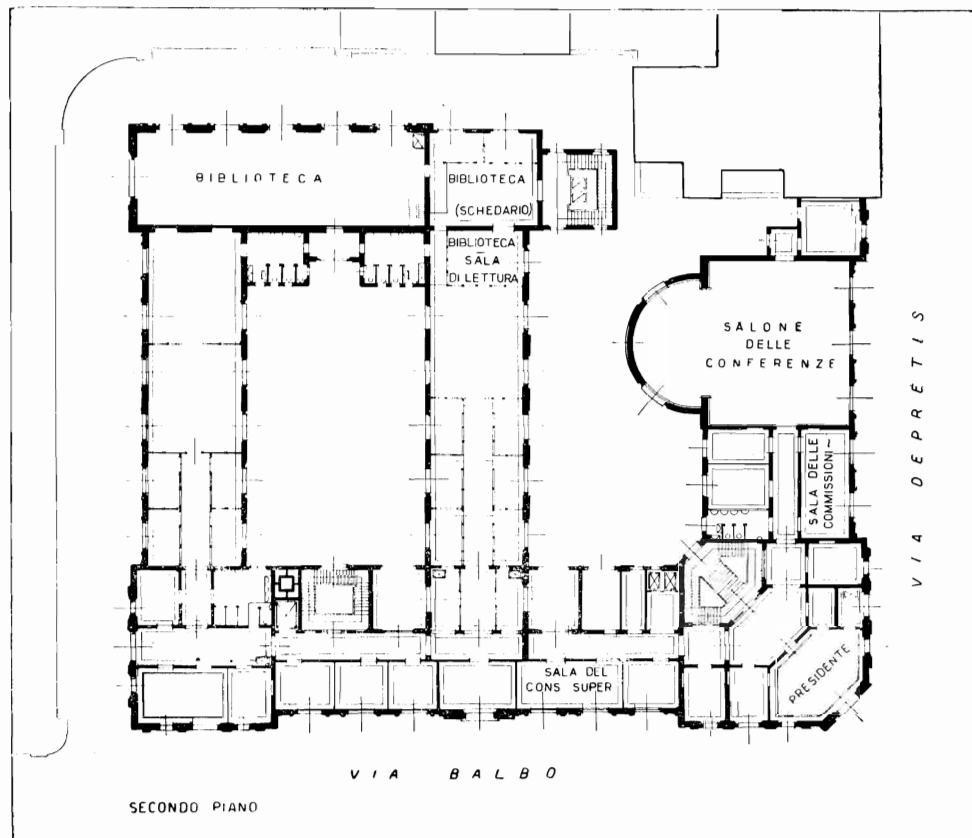 BIBLIOTECA
BIBLIOTECA
(SCHEDARIO)
BIBLIOTECA
SALA
DI LETTURA
SALONE
DELLE
CONFERENZE
VIA DEPRETIS
SALA DELLE
COMMISSIONI~
PRESIDENTE
SALA DEL
CONS SUPER
VIA BALBO
SECONDO PIANO